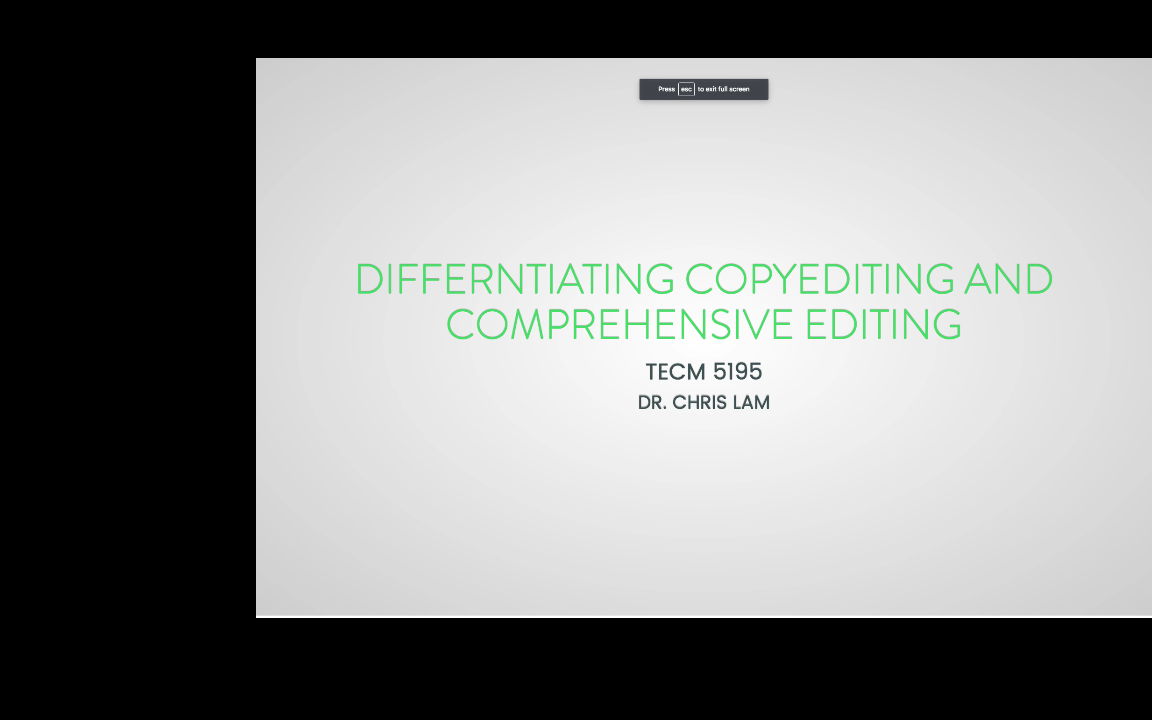 Press esc to exit full screen
DIFFERNTIATING COPYEDITING AND
COMPREHENSIVE EDITING
TECM 5195
DR. CHRIS LAM